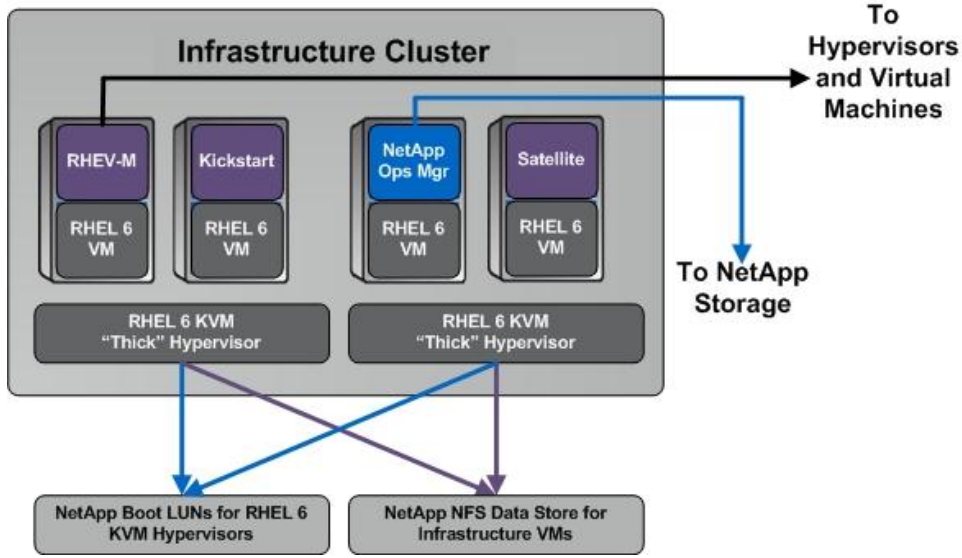 Infrastructure Cluster
To
Hypervisors
and Virtual
Machines
RHEV-M
Kickstart
NetApp
Ops Mgr
Satellite
RHEL 6
VM
RHEL 6
VM
RHEL 6
VM
RHEL 6
VM
To NetApp
Storage
RHEL 6 KVM
“Thick” Hypervisor
RHEL 6 KVM
“Thick” Hypervisor
NetApp Boot LUNs for RHEL 6
KVM Hypervisors
NetApp NFS Data Store for
Infrastructure VMs